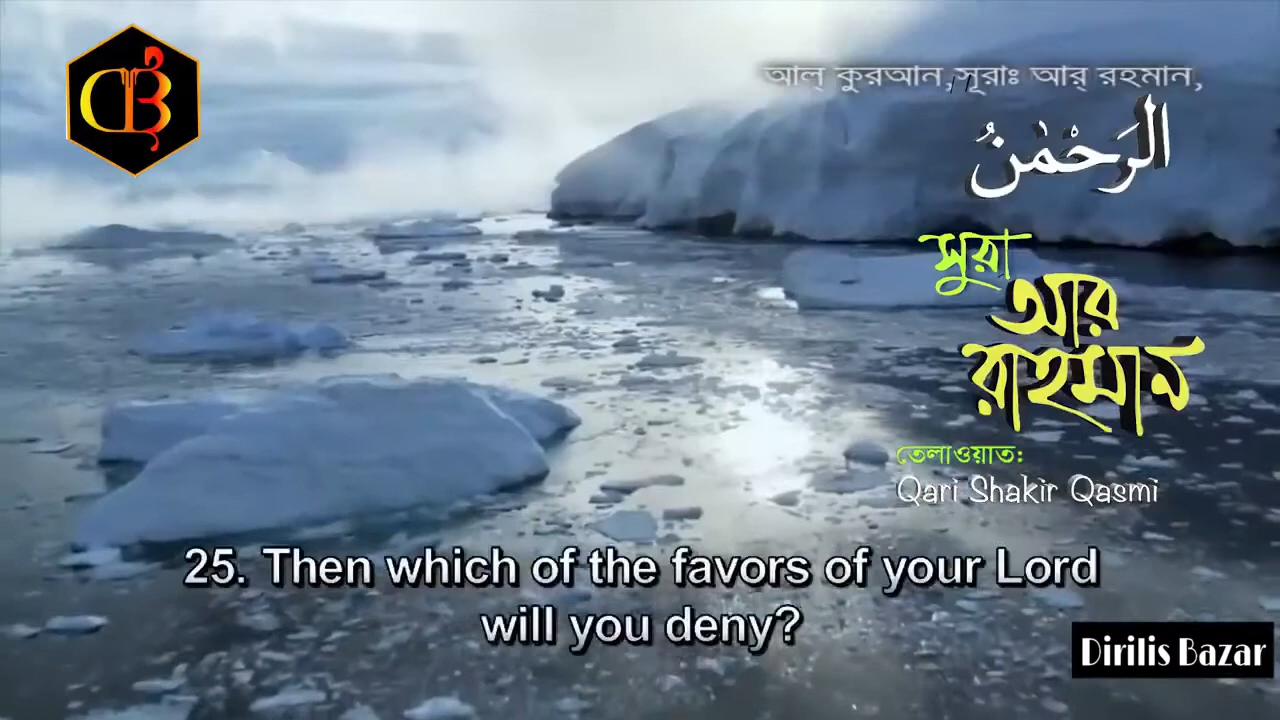 আল্ কুরআন, সূরাঃ আর্ রহমান,
الرَحْمٰنُ
সুরা
আর
রাহমান
তেলাওয়াত:
Qari Shakir Qasmi
25. Then which of the favors of your Lord
will you deny?
Dirilis Bazar